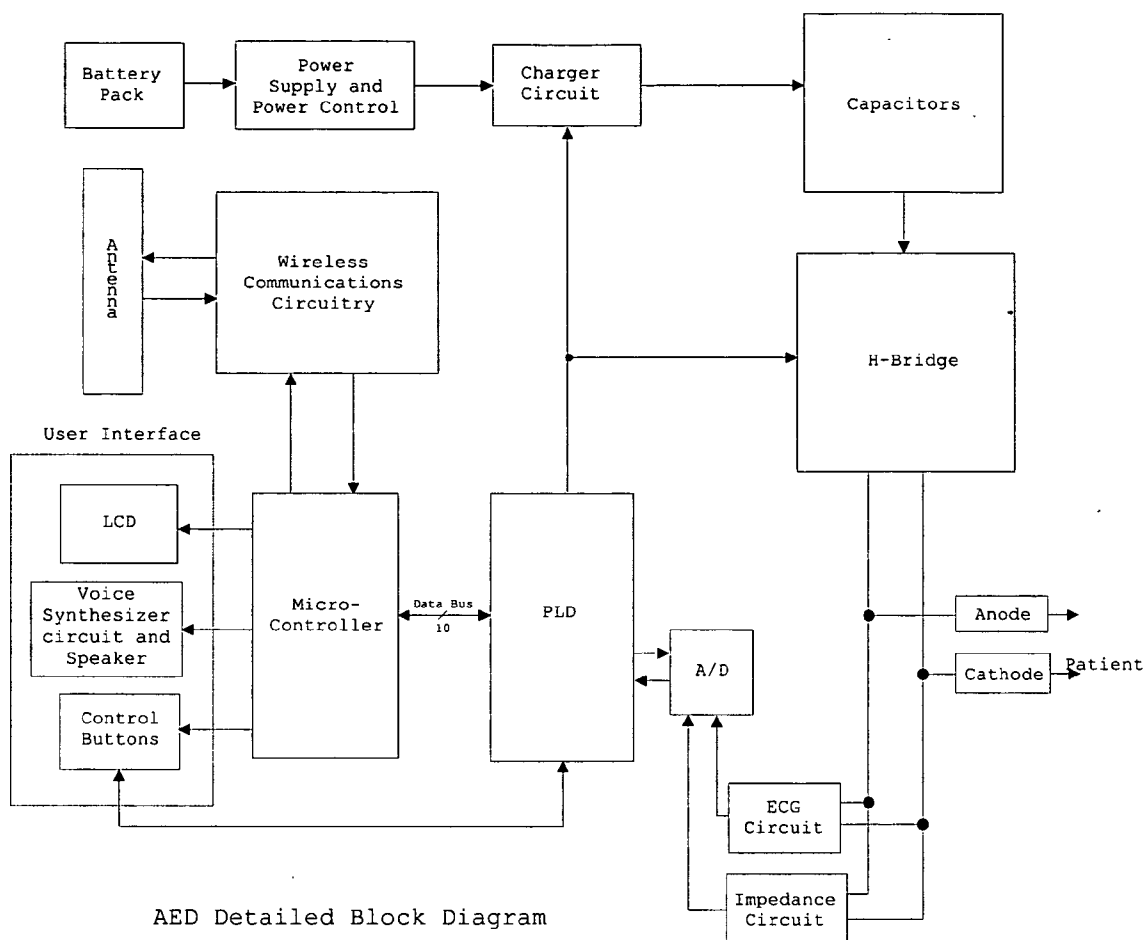 Battery
Pack
Power
Supply and
Power Control
Charger
Circuit
Capacitors
Antenna
Wireless
Communications
Circuitry
H-Bridge
User Interface
LCD
Voice
Synthesizer
circuit and
Speaker
Control
Buttons
Micro-
Controller
Data Bus
10
PLD
A/D
Anode
Cathode
Patient
ECG
Circuit
Impedance
Circuit
AED Detailed Block Diagram